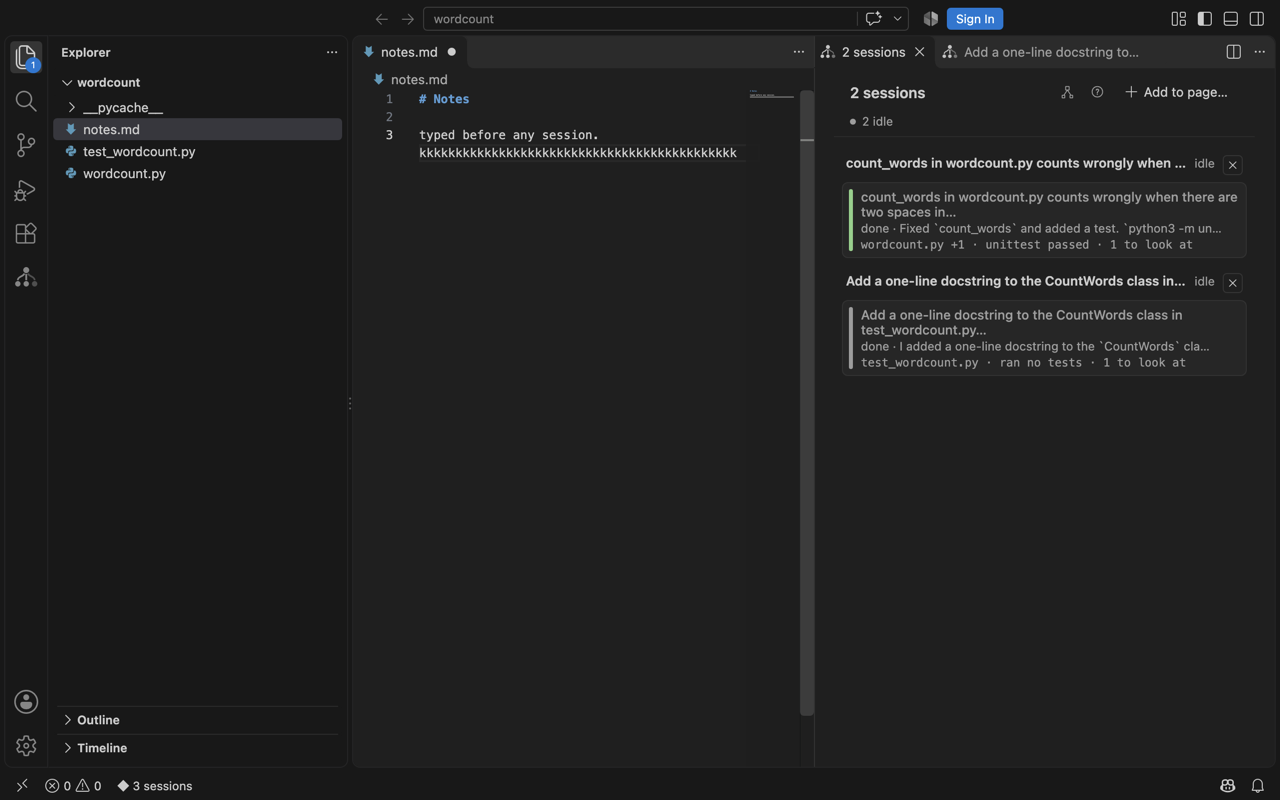 wordcount
Sign In
1
Explorer
wordcount
__pycache__
notes.md
test_wordcount.py
wordcount.py
Outline
Timeline
notes.md
notes.md
1 # Notes
2
3 typed before any session.
kkkkkkkkkkkkkkkkkkkkkkkkkkkkkkkkkkkkkkkkkkkk
2 sessions
Add a one-line docstring to...
2 sessions
Add to page...
2 idle
count_words in wordcount.py counts wrongly when ... idle
count_words in wordcount.py counts wrongly when there are
two spaces in...
done · Fixed `count_words` and added a test. `python3 -m un...
wordcount.py +1 · unittest passed · 1 to look at
Add a one-line docstring to the CountWords class in... idle
Add a one-line docstring to the CountWords class in
test_wordcount.py...
done · I added a one-line docstring to the `CountWords` cla...
test_wordcount.py · ran no tests · 1 to look at
0 0 3 sessions